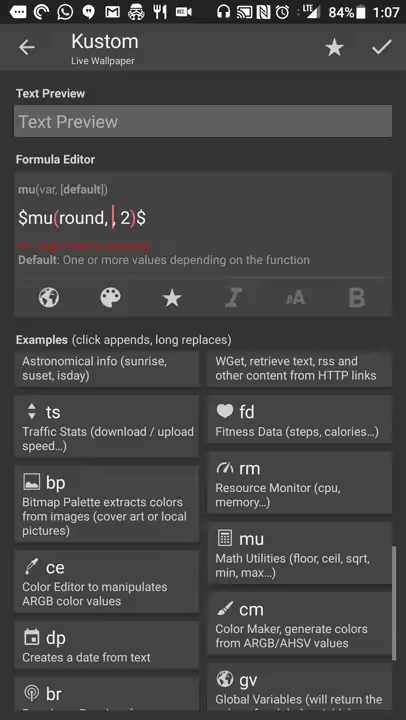 LTE 84% 1:07
Kustom
Live Wallpaper
Text Preview
Text Preview
Formula Editor
mu(var, [default])
$mu(round, , 2)$
Default: One or more values depending on the function
I AA B
Examples (click appends, long replaces)
Astronomical info (sunrise,
suset, isday)
WGet, retrieve text, rss and
other content from HTTP links
ts
Traffic Stats (download / upload
speed…)
fd
Fitness Data (steps, calories…)
bp
Bitmap Palette extracts colors
from images (cover art or local
pictures)
rm
Resource Monitor (cpu,
memory…)
mu
Math Utilities (floor, ceil, sqrt,
min, max…)
ce
Color Editor to manipulates
ARGB color values
cm
Color Maker, generate colors
from ARGB/AHSV values
dp
Creates a date from text
gv
Global Variables (will return the
br